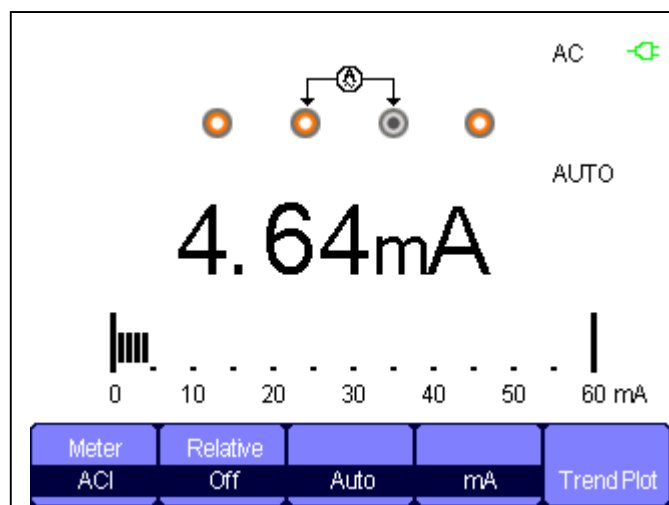 AC
A
AUTO
4.64mA
0 10 20 30 40 50 60 mA
Meter Relative
ACI Off Auto mA Trend Plot